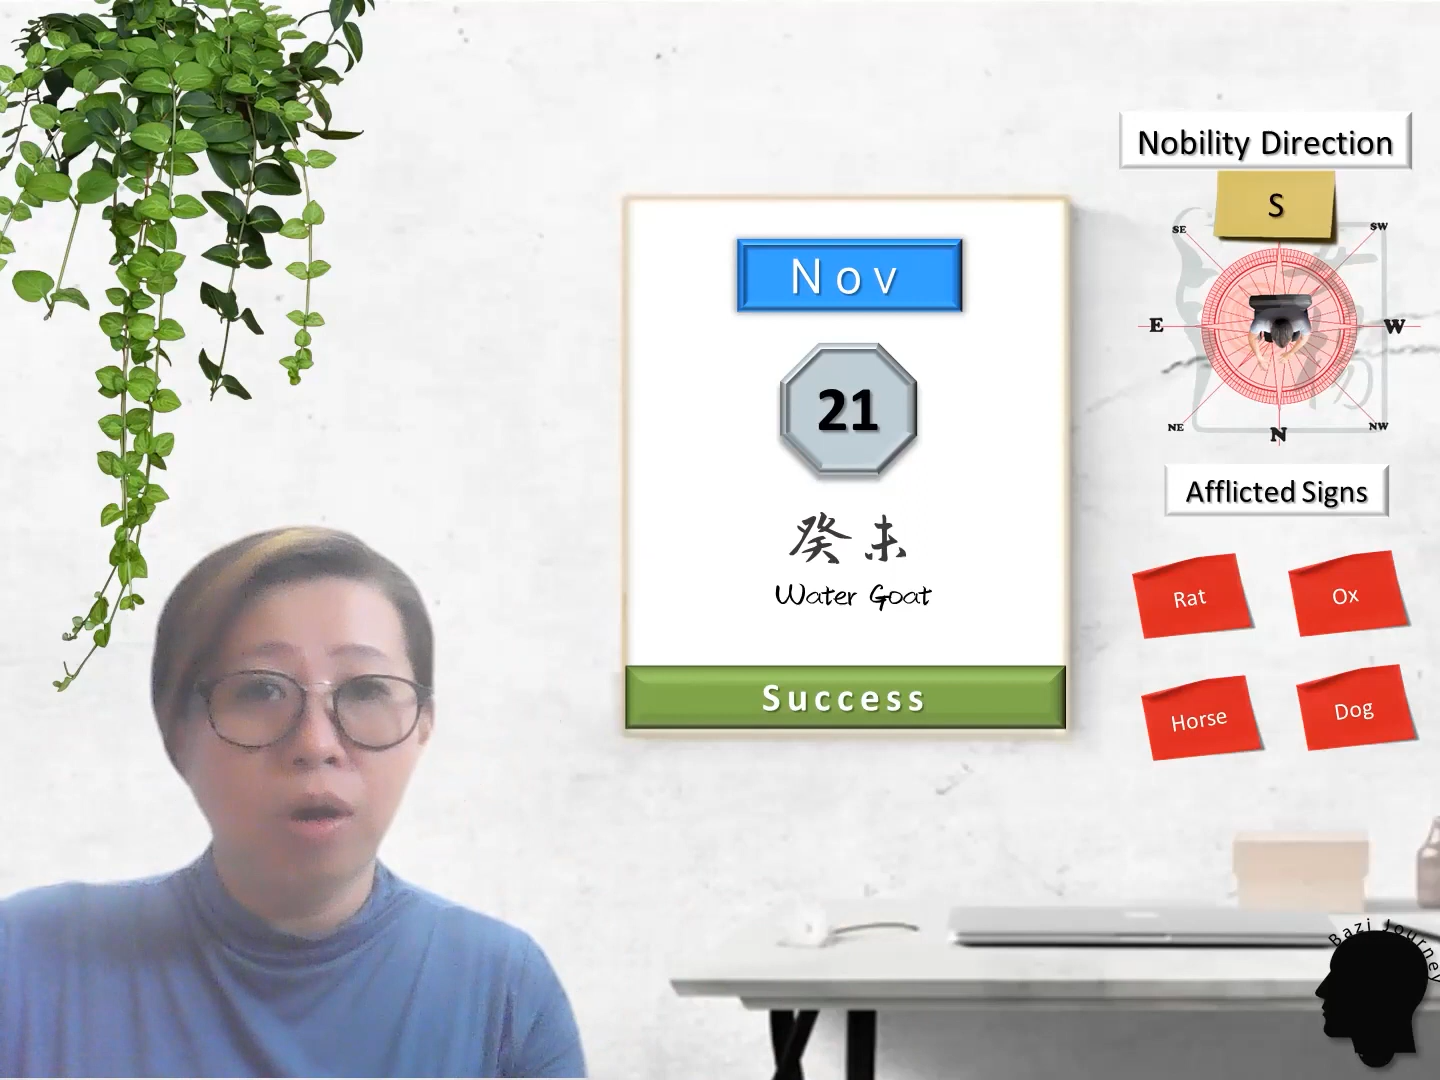 Nobility Direction
S
SE
SW
E
W
NE
N
NW
Nov
21
癸未
Water Goat
Success
Afflicted Signs
Rat
Ox
Horse
Dog
Bazi Journey